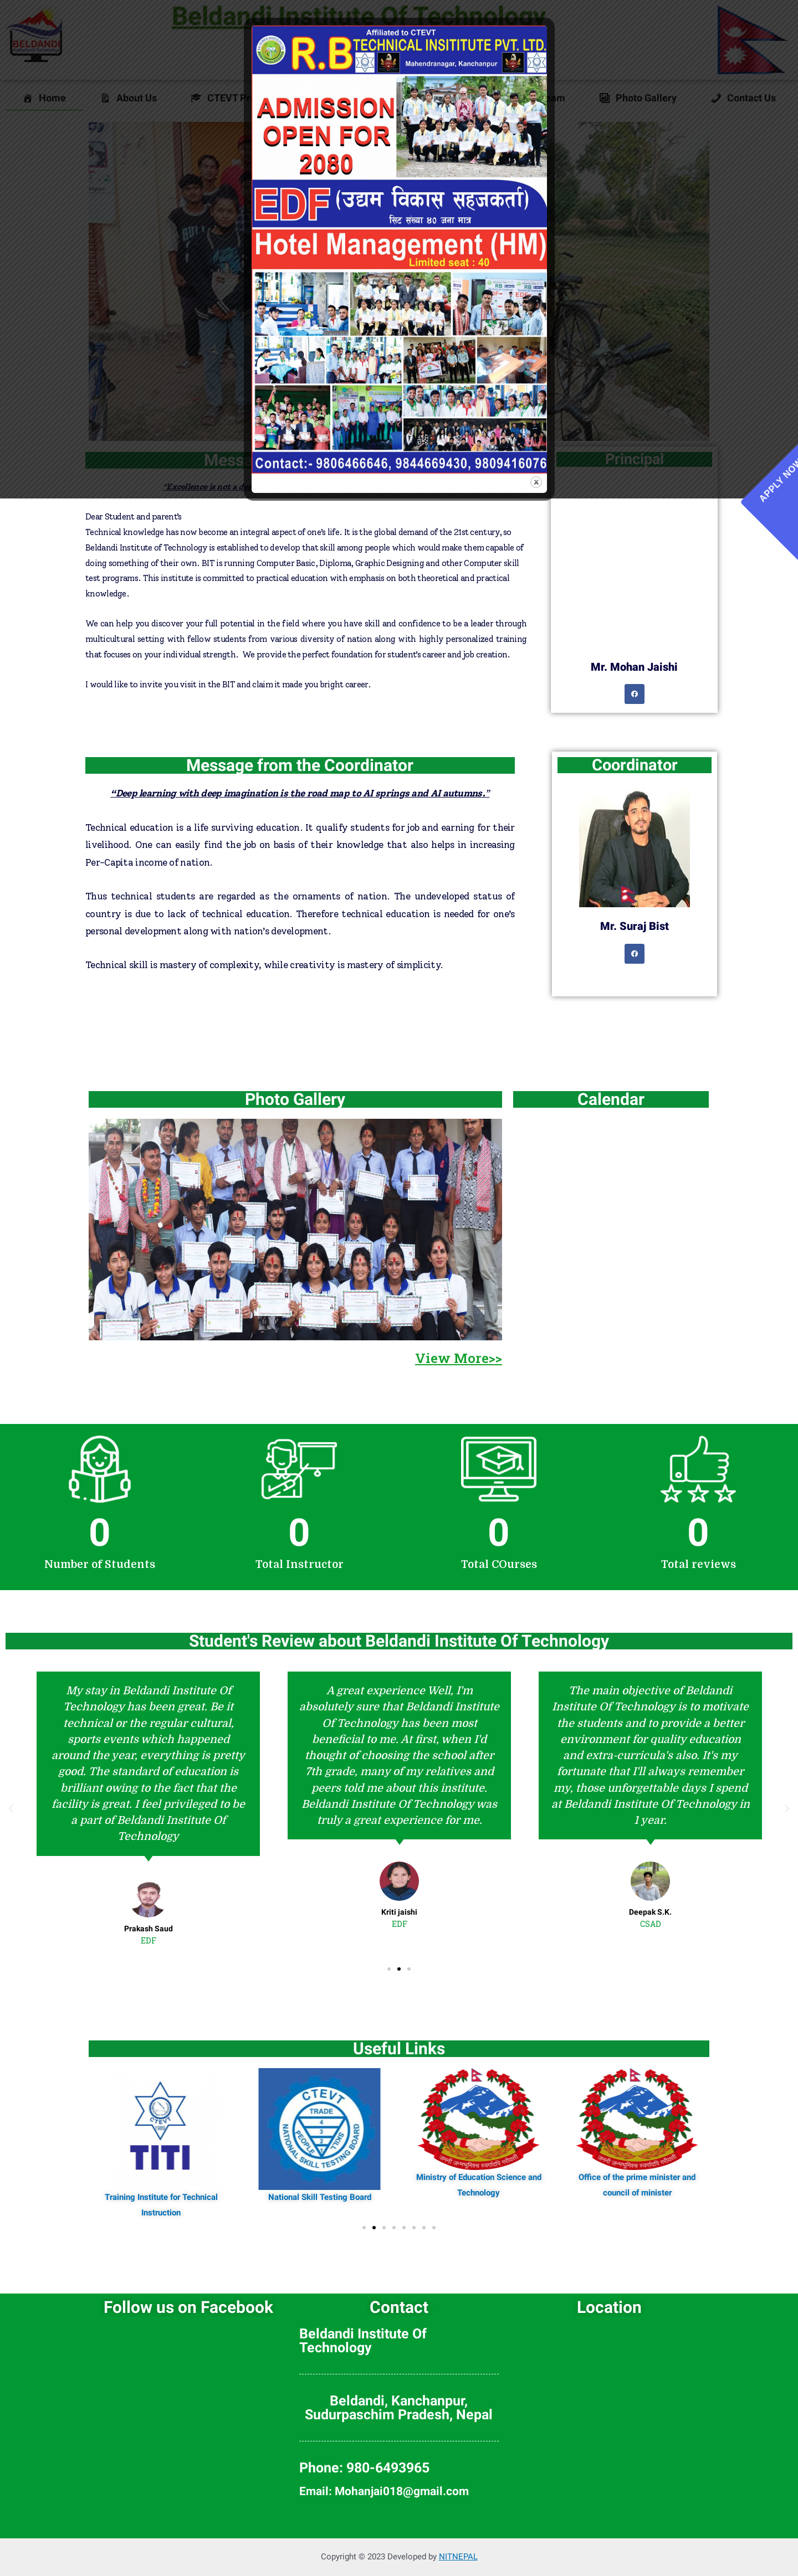 Beldandi Institute Of Technology
BELDANDI
Home
About Us
CTEVT
Photo Gallery
Contact Us
Affiliated to CTEVT
R.B TECHNICAL INSITITUTE PVT. LTD.
Mahendranagar, Kanchanpur
ADMISSION
OPEN FOR
2080
EDF (उद्यम विकास सहजकर्ता)
सिट संख्या ४० जना मात्र
Hotel Management (HM)
Limited seat : 40
Contact:- 9806466646, 9844669430, 9809416076
x
Principal
APPLY NOW
“Excellence is not a
Dear Student and parent's
Technical knowledge has now become an integral aspect of one's life. It is the global demand of the 21st century, so
Beldandi Institute of Technology is established to develop that skill among people which would make them capable of
doing something of their own. BIT is running Computer Basic, Diploma, Graphic Designing and other Computer skill
test programs. This institute is committed to practical education with emphasis on both theoretical and practical
knowledge.
We can help you discover your full potential in the field where you have skill and confidence to be a leader through
multicultural setting with fellow students from various diversity of nation along with highly personalized training
that focuses on your individual strength. We provide the perfect foundation for student's career and job creation.
I would like to invite you visit in the BIT and claim it made you bright career.
Mr. Mohan Jaishi
Message from the Coordinator
“Deep learning with deep imagination is the road map to AI springs and AI autumns.”
Technical education is a life surviving education. It qualify students for job and earning for their
livelihood. One can easily find the job on basis of their knowledge that also helps in increasing
Per-Capita income of nation.
Thus technical students are regarded as the ornaments of nation. The undeveloped status of
country is due to lack of technical education. Therefore technical education is needed for one's
personal development along with nation's development.
Technical skill is mastery of complexity, while creativity is mastery of simplicity.
Coordinator
Mr. Suraj Bist
Photo Gallery
View More>>
Calendar
0
Number of Students
0
Total Instructor
0
Total COurses
0
Total reviews
Student's Review about Beldandi Institute Of Technology
My stay in Beldandi Institute Of
Technology has been great. Be it
technical or the regular cultural,
sports events which happened
around the year, everything is pretty
good. The standard of education is
brilliant owing to the fact that the
facility is great. I feel privileged to be
a part of Beldandi Institute Of
Technology
Prakash Saud
EDF
A great experience Well, I'm
absolutely sure that Beldandi Institute
Of Technology has been most
beneficial to me. At first, when I'd
thought of choosing the school after
7th grade, many of my relatives and
peers told me about this institute.
Beldandi Institute Of Technology was
truly a great experience for me.
Kriti jaishi
EDF
The main objective of Beldandi
Institute Of Technology is to motivate
the students and to provide a better
environment for quality education
and extra-curricula's also. It's my
fortunate that I'll always remember
my, those unforgettable days I spend
at Beldandi Institute Of Technology in
1 year.
Deepak S.K.
CSAD
Useful Links
TITI
Training Institute for Technical
Instruction
CTEVT
TRADE
PEOPLE
SKILL
4
3
2
NATIONAL SKILL TESTING BOARD
National Skill Testing Board
Ministry of Education Science and
Technology
Office of the prime minister and
council of minister
Follow us on Facebook
Contact
Beldandi Institute Of
Technology
Beldandi, Kanchanpur,
Sudurpaschim Pradesh, Nepal
Phone: 980-6493965
Email: Mohanjai018@gmail.com
Location
Copyright © 2023 Developed by NITNEPAL